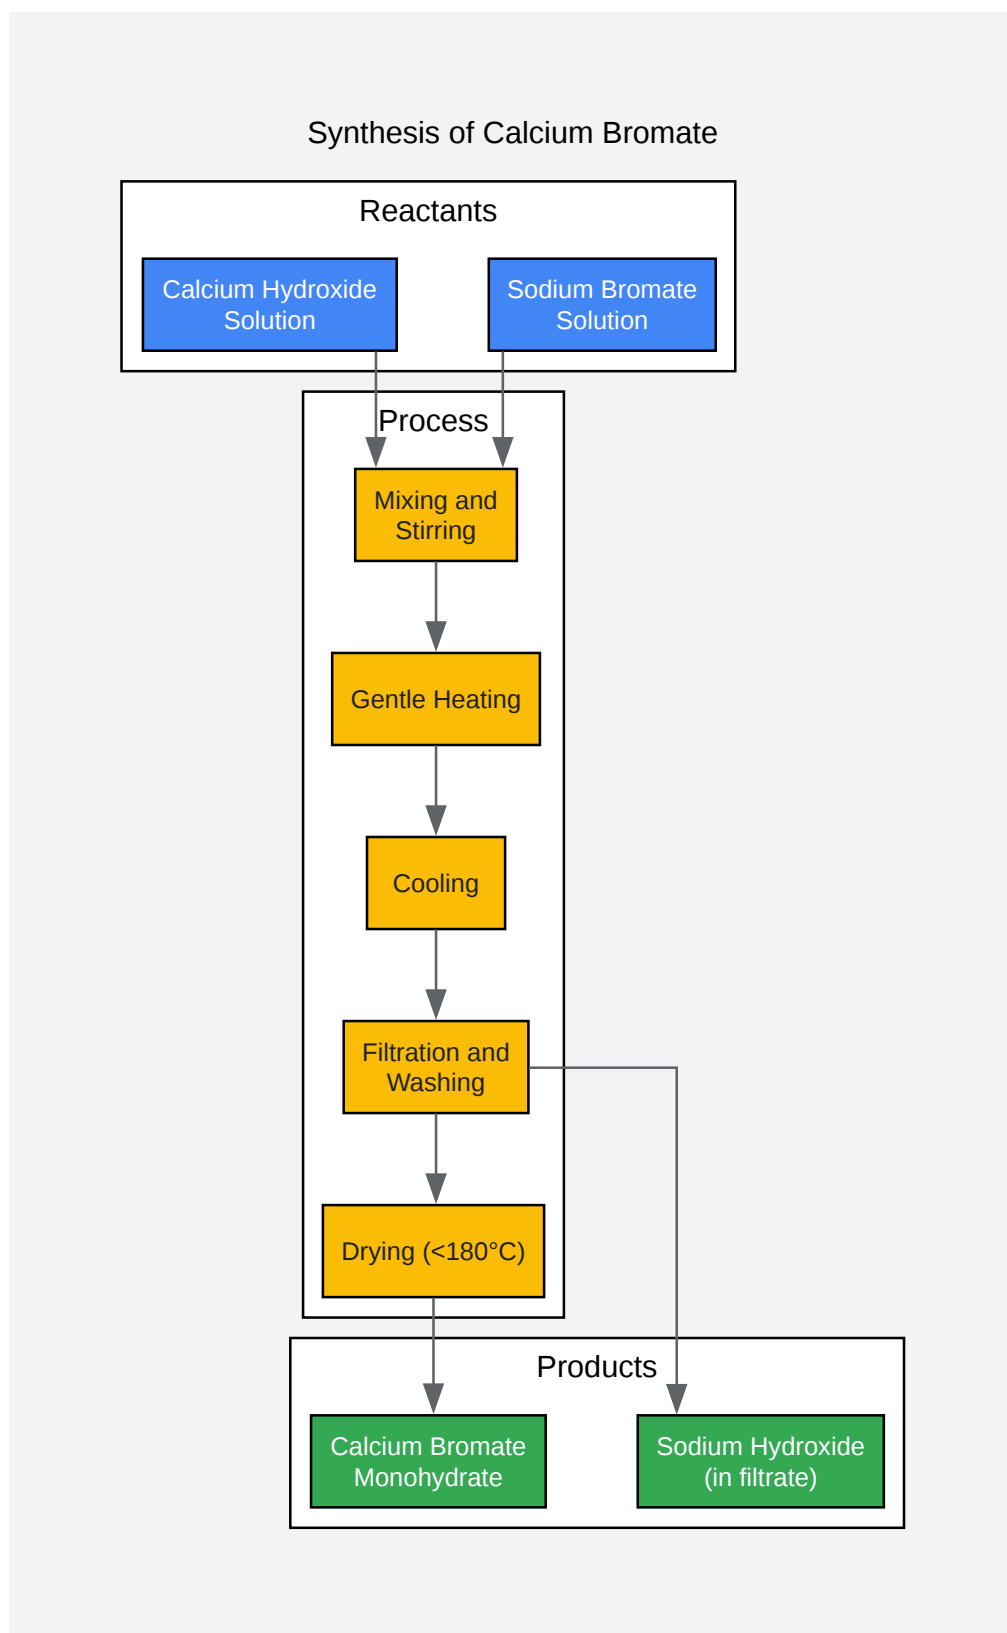 Synthesis of Calcium Bromate
Reactants
Calcium Hydroxide
Solution
Sodium Bromate
Solution
Process
Mixing and
Stirring
Gentle Heating
Cooling
Filtration and
Washing
Drying (<180°C)
Products
Calcium Bromate
Monohydrate
Sodium Hydroxide
(in filtrate)